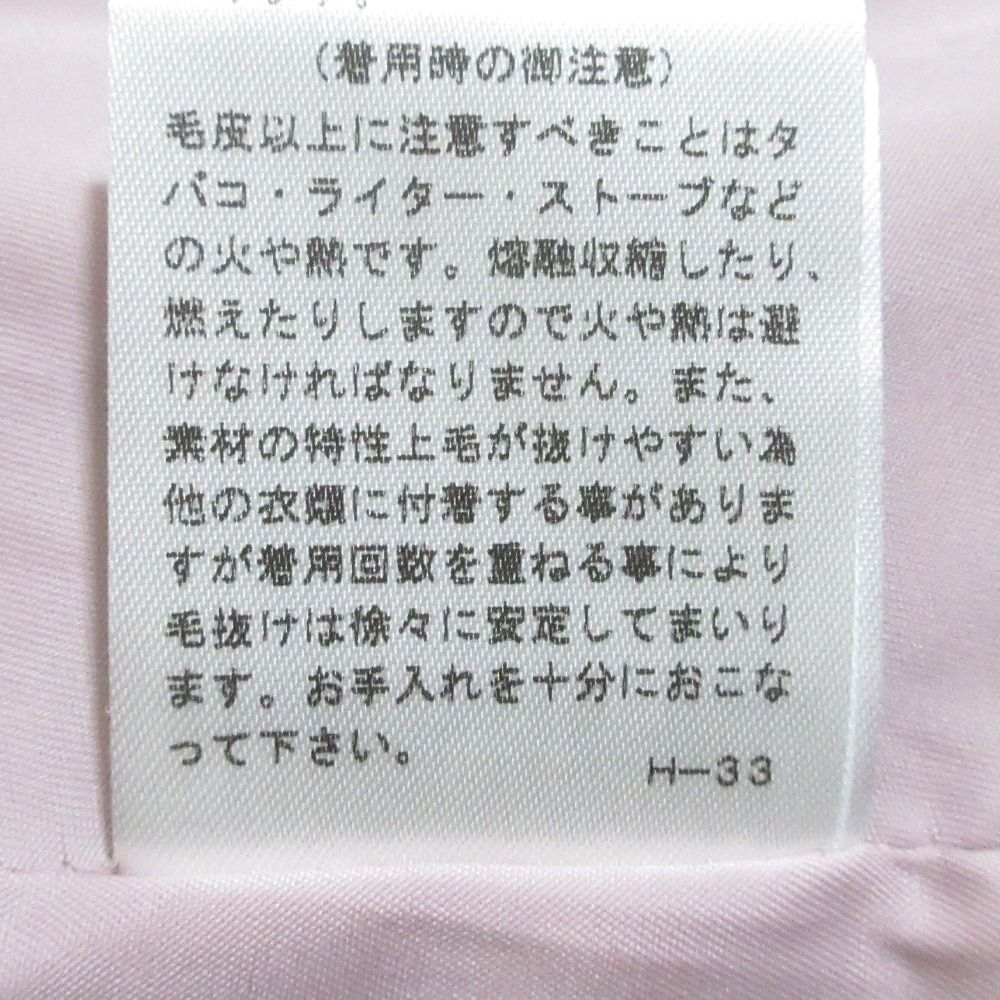 （着用時の御注意）
毛皮以上に注意すべきことはタ
バコ・ライター・ストーブなど
の火や熱です。熔融収縮したり、
燃えたりしますので火や熱は避
けなければなりません。また、
素材の特性上毛が抜けやすい為
他の衣類に付着する事がありま
すが着用回数を重ねる事により
毛抜けは徐々に安定してまいり
ます。お手入れを十分におこな
って下さい。
H-33